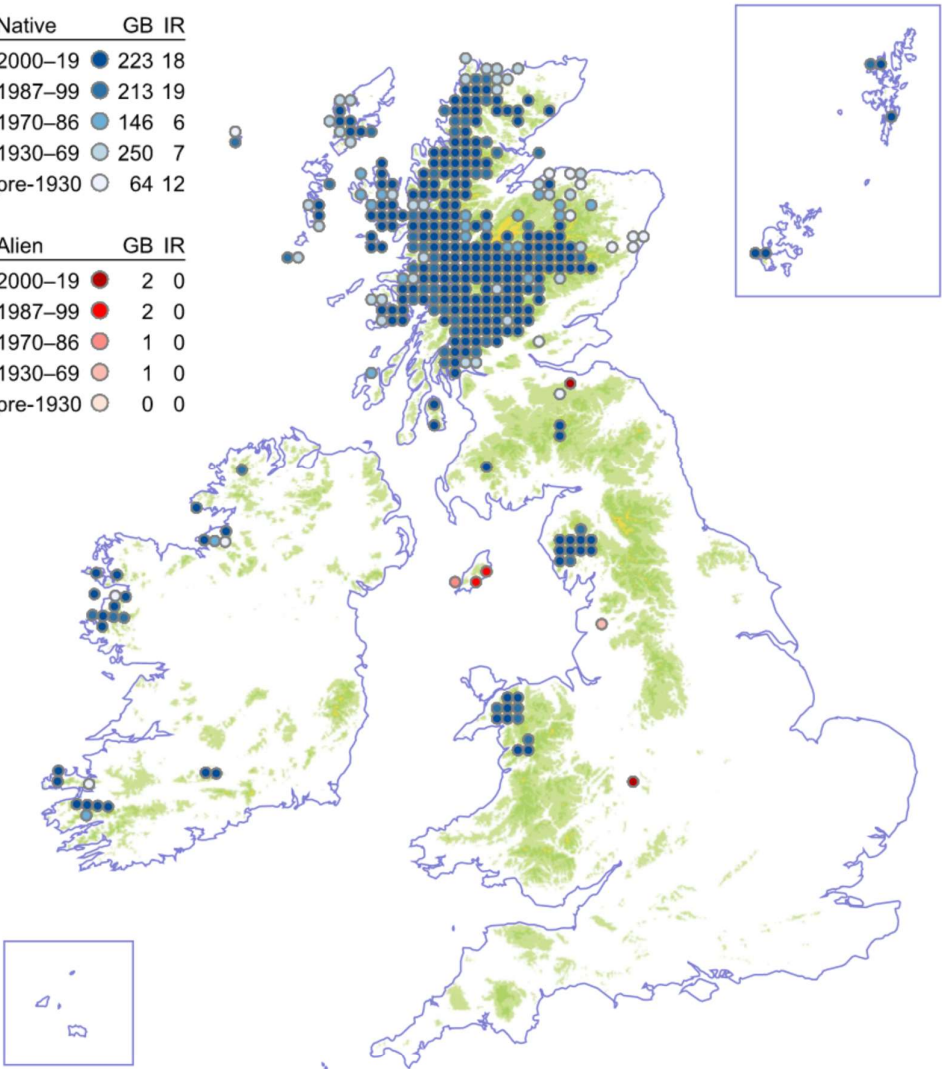 Native GB IR
2000–19 223 18
1987–99 213 19
1970–86 146 6
1930–69 250 7
ore-1930 64 12
Alien GB IR
2000–19 2 0
1987–99 2 0
1970–86 1 0
1930–69 1 0
ore-1930 0 0